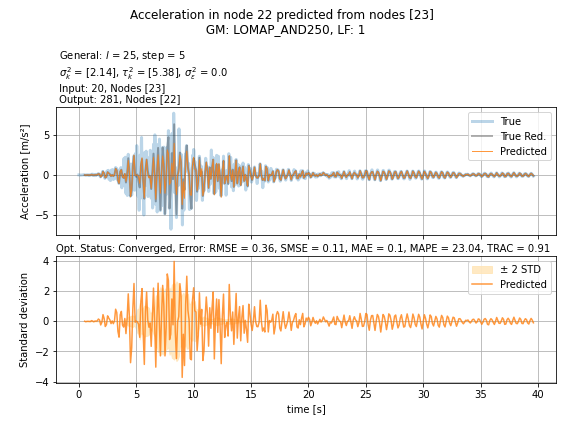 Acceleration in node 22 predicted from nodes [23]
GM: LOMAP_AND250, LF: 1
General: l = 25, step = 5
σ²ₖ = [2.14], τ²ₖ = [5.38], σ²ₑ = 0.0
Input: 20, Nodes [23]
Output: 281, Nodes [22]
Acceleration [m/s²]
5
0
−5
True
True Red.
Predicted
Opt. Status: Converged, Error: RMSE = 0.36, SMSE = 0.11, MAE = 0.1, MAPE = 23.04, TRAC = 0.91
Standard deviation
4
2
0
−2
−4
± 2 STD
Predicted
0 5 10 15 20 25 30 35 40
time [s]